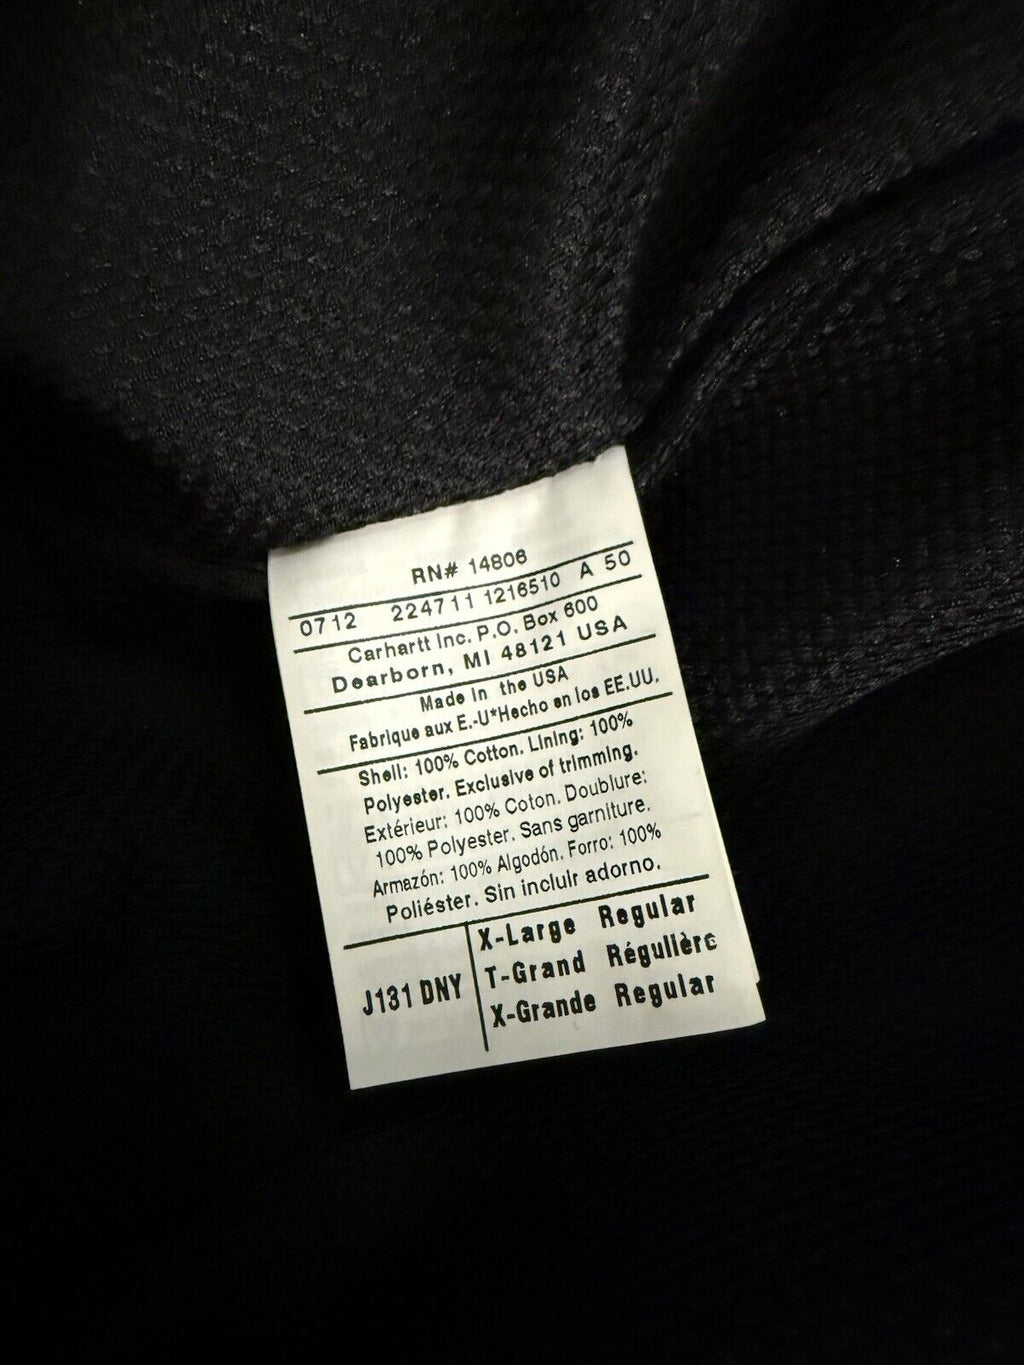 RN# 14806
0712 224711 1216510 A 50
Carhartt Inc. P.O. Box 600
Dearborn, MI 48121 USA
Made in the USA
Fabrique aux E.-U*Hecho en los EE.UU.
Shell: 100% Cotton. Lining: 100%
Polyester. Exclusive of trimming.
Extérieur: 100% Coton. Doublure:
100% Polyester. Sans garniture.
Armazón: 100% Algodón. Forro: 100%
Poliéster. Sin incluir adorno.
J131 DNY
X-Large Regular
T-Grand Régulière
X-Grande Regular